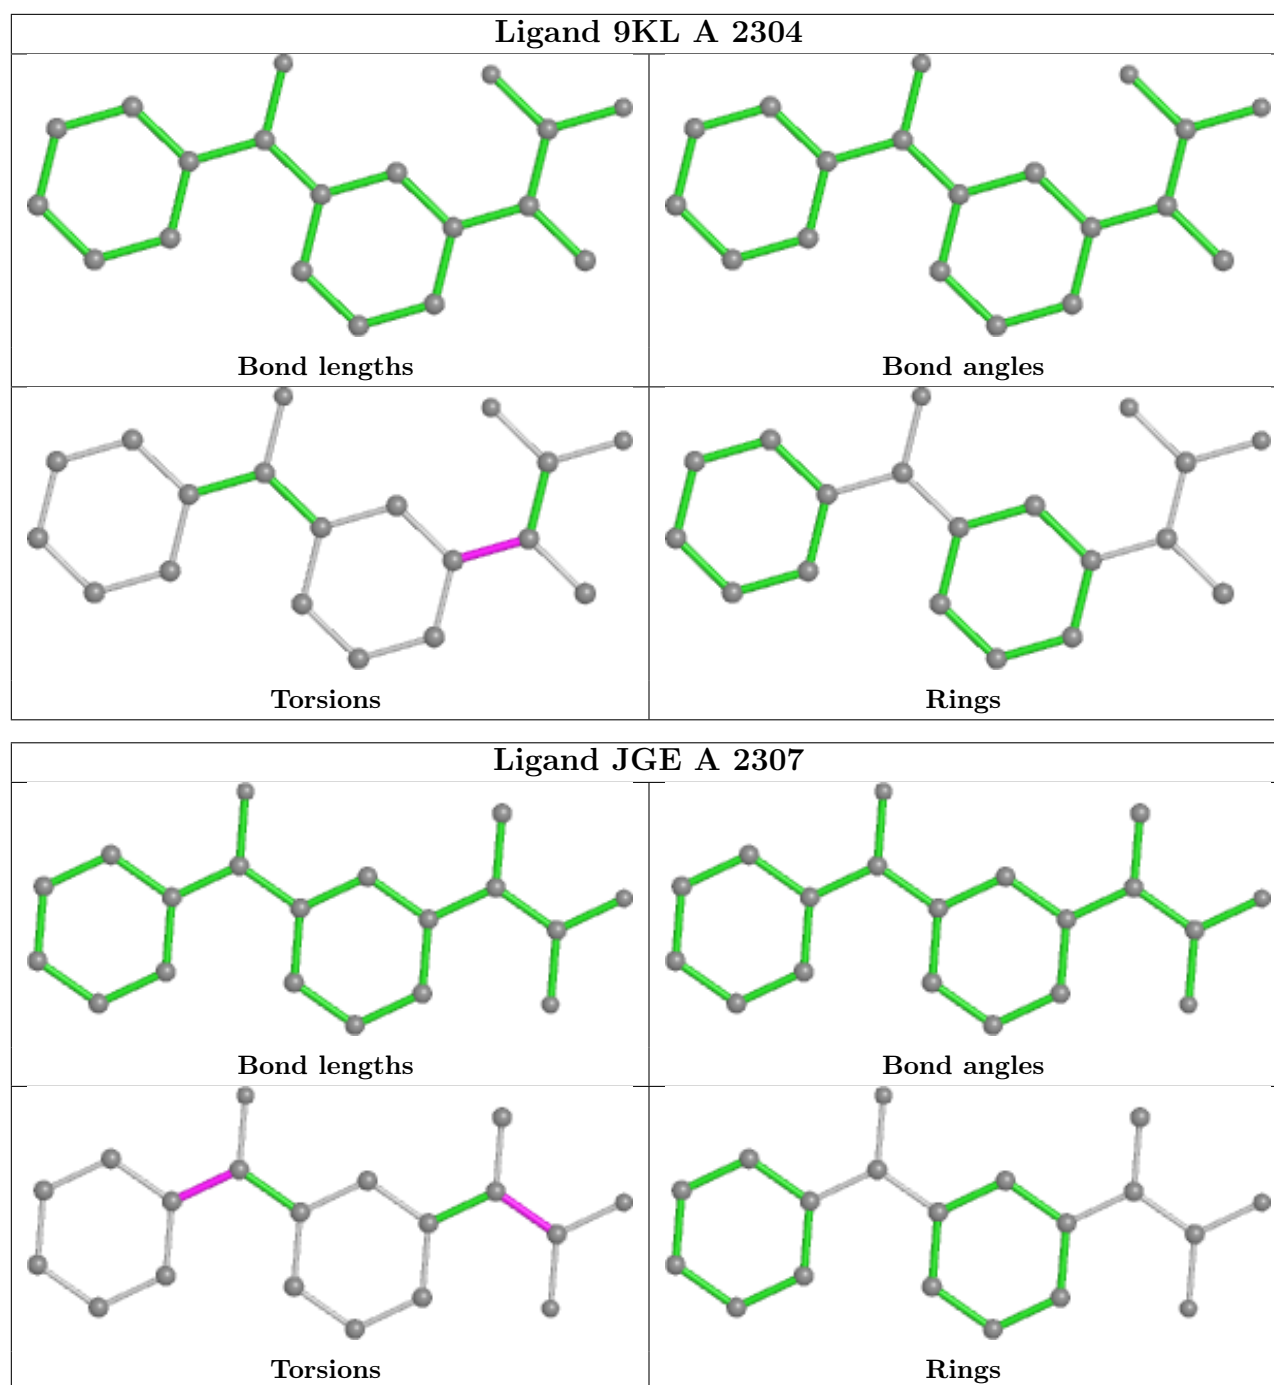 Ligand 9KL A 2304
Bond lengths
Bond angles
Torsions
Rings
Ligand JGE A 2307
Bond lengths
Bond angles
Torsions
Rings